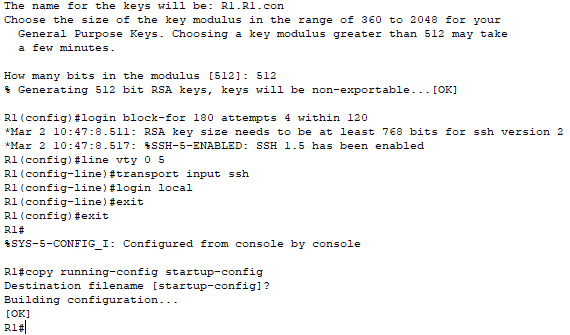 The name for the keys will be: R1.R1.con
Choose the size of the key modulus in the range of 360 to 2048 for your
General Purpose Keys. Choosing a key modulus greater than 512 may take
a few minutes.
How many bits in the modulus [512]: 512
% Generating 512 bit RSA keys, keys will be non-exportable...[OK]
R1(config)#login block-for 180 attempts 4 within 120
*Mar 2 10:47:8.511: RSA key size needs to be at least 768 bits for ssh version 2
*Mar 2 10:47:8.517: %SSH-5-ENABLED: SSH 1.5 has been enabled
R1(config)#line vty 0 5
R1(config-line)#transport input ssh
R1(config-line)#login local
R1(config-line)#exit
R1(config)#exit
R1#
%SYS-5-CONFIG_I: Configured from console by console
R1#copy running-config startup-config
Destination filename [startup-config]?
Building configuration...
[OK]
R1#